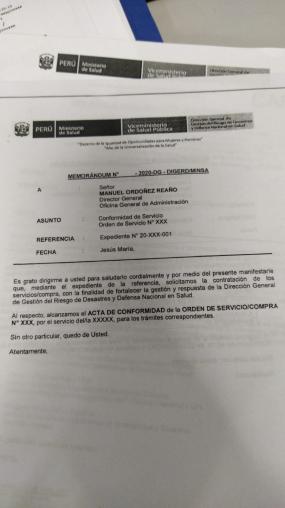 PERÚ Ministerio de Salud Viceministerio de Salud Pública Dirección General de
PERÚ Ministerio de Salud Viceministerio de Salud Pública Dirección General de Gestión del Riesgo de Desastres y Defensa Nacional en Salud
"Decenio de la Igualdad de Oportunidades para Mujeres y Hombres"
"Año de la Universalización de la Salud"
MEMORÁNDUM N° - 2020-DG - DIGERD/MINSA
A : Señor
MANUEL ORDÓÑEZ REAÑO
Director General
Oficina General de Administración
ASUNTO : Conformidad de Servicio
Orden de Servicio N° XXX
REFERENCIA : Expediente N° 20-XXX-001
FECHA : Jesús María,
Es grato dirigirme a usted para saludarlo cordialmente y por medio del presente manifestarle
que, mediante el expediente de la referencia, solicitamos la contratación de los
servicios/compra, con la finalidad de fortalecer la gestión y respuesta de la Dirección General
de Gestión del Riesgo de Desastres y Defensa Nacional en Salud.
Al respecto, alcanzamos el ACTA DE CONFORMIDAD de la ORDEN DE SERVICIO/COMPRA
N° XXX, por el servicio del/la XXXXX, para los trámites correspondientes.
Sin otro particular, quedo de Usted.
Atentamente,